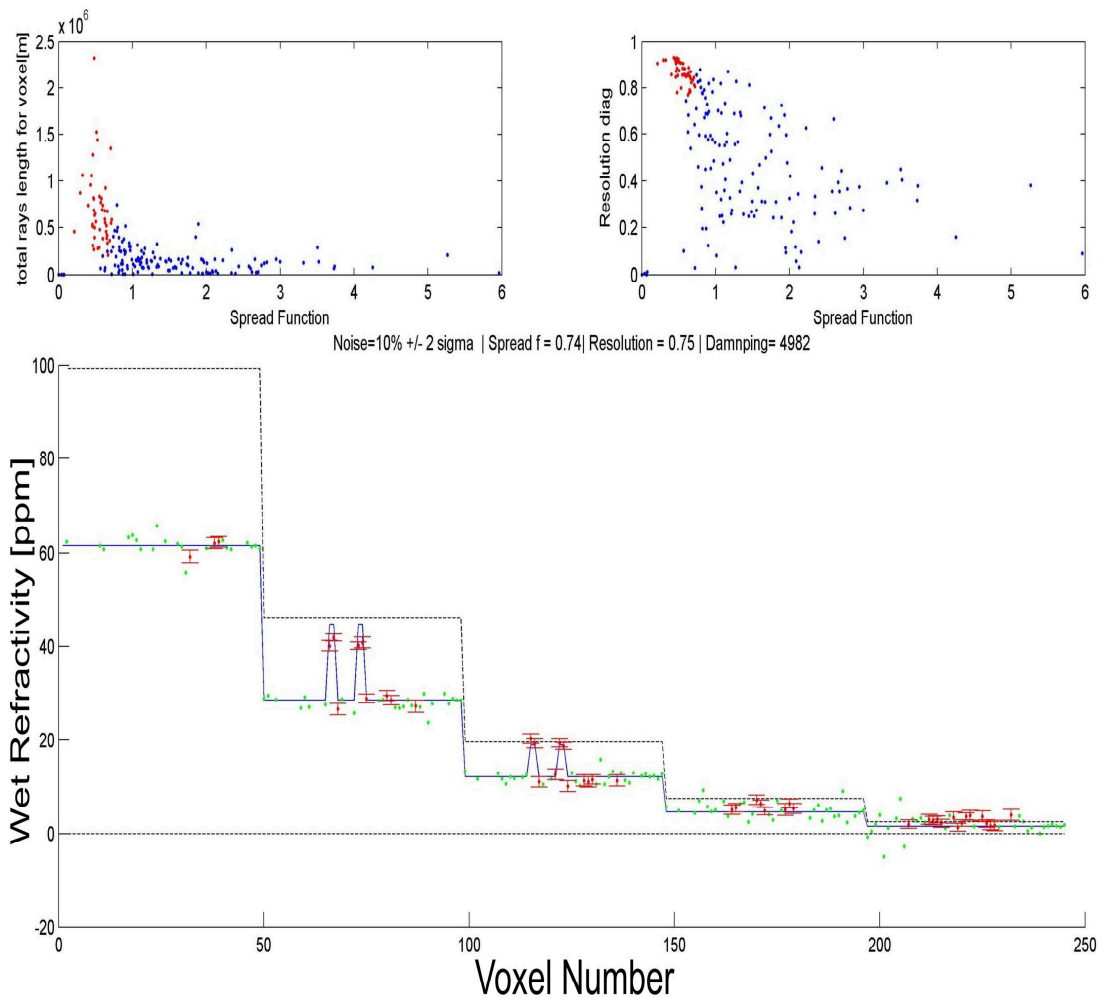 × 10^6
2.5
2
1.5
1
0.5
0
total rays length for voxel[m]
0 1 2 3 4 5 6
Spread Function
1
0.8
0.6
0.4
0.2
0
Resolution diag
0 1 2 3 4 5 6
Spread Function
Noise=10% +/- 2 sigma | Spread f = 0.74| Resolution = 0.75 | Damnping= 4982
100
80
60
40
20
0
-20
Wet Refractivity [ppm]
0 50 100 150 200 250
Voxel Number